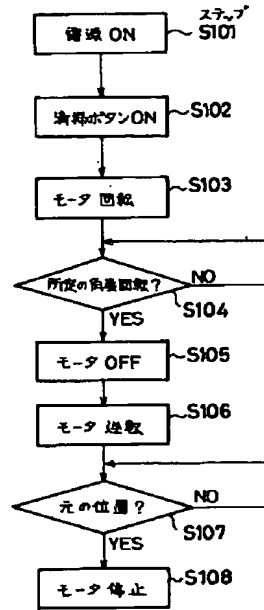 ステップ
電源 ON S101
消耗ボタンON S102
モータ 回転 S103
所定の角度回転? NO
S104
YES
モータ OFF S105
モータ 逆転 S106
元の位置? NO
S107
YES
モータ 停止 S108